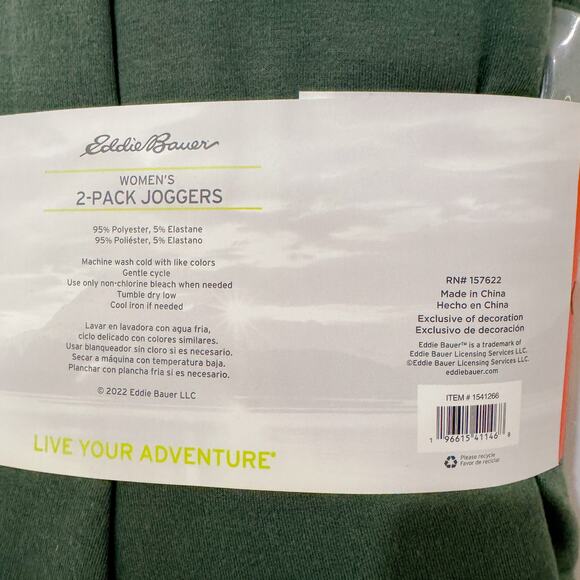 Eddie Bauer
WOMEN'S
2-PACK JOGGERS
95% Polyester, 5% Elastane
95% Poliéster, 5% Elastano
Machine wash cold with like colors
Gentle cycle
Use only non-chlorine bleach when needed
Tumble dry low
Cool iron if needed
Lavar en lavadora con agua fria,
ciclo delicado con colores similares.
Usar blanqueador sin cloro si es necesario.
Secar a máquina con temperatura baja.
Planchar con plancha fria si es necesario.
© 2022 Eddie Bauer LLC
LIVE YOUR ADVENTURE®
RN# 157622
Made in China
Hecho en China
Exclusive of decoration
Exclusivo de decoración
Eddie Bauer™ is a trademark of
Eddie Bauer Licensing Services LLC.
©Eddie Bauer Licensing Services LLC.
eddiebauer.com
ITEM # 1541266
1 96615 41146 8
Please recycle
Favor de reciclar